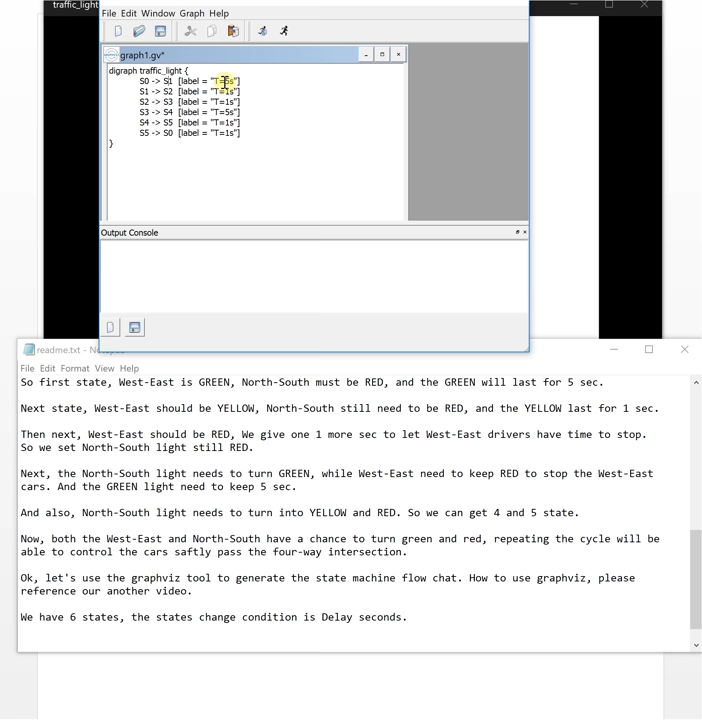 traffic_light
File Edit Window Graph Help
graph1.gv*
digraph traffic_light {
S0 -> S1 [label = "T=5s"]
S1 -> S2 [label = "T=1s"]
S2 -> S3 [label = "T=1s"]
S3 -> S4 [label = "T=5s"]
S4 -> S5 [label = "T=1s"]
S5 -> S0 [label = "T=1s"]
}
Output Console
readme.txt - 
File Edit Format View Help
So first state, West-East is GREEN, North-South must be RED, and the GREEN will last for 5 sec.
Next state, West-East should be YELLOW, North-South still need to be RED, and the YELLOW last for 1 sec.
Then next, West-East should be RED, We give one 1 more sec to let West-East drivers have time to stop.
So we set North-South light still RED.
Next, the North-South light needs to turn GREEN, while West-East need to keep RED to stop the West-East
cars. And the GREEN light need to keep 5 sec.
And also, North-South light needs to turn into YELLOW and RED. So we can get 4 and 5 state.
Now, both the West-East and North-South have a chance to turn green and red, repeating the cycle will be
able to control the cars saftly pass the four-way intersection.
Ok, let's use the graphviz tool to generate the state machine flow chat. How to use graphviz, please
reference our another video.
We have 6 states, the states change condition is Delay seconds.